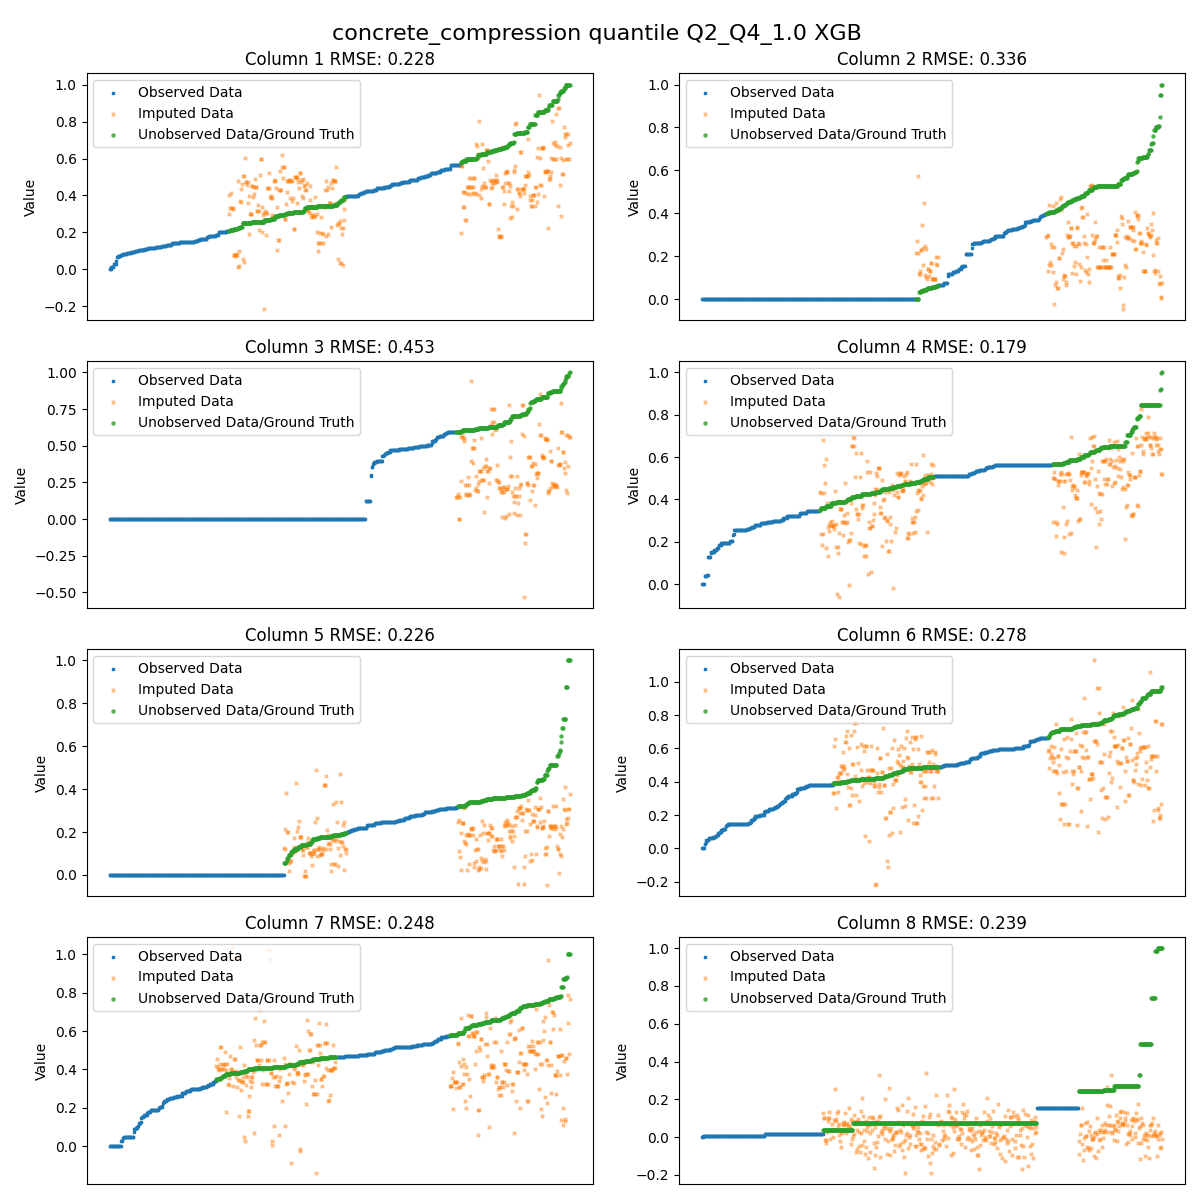 concrete_compression quantile Q2_Q4_1.0 XGB
Column 1 RMSE: 0.228
Column 2 RMSE: 0.336
1.0
0.8
0.6
0.4
0.2
0.0
−0.2
Value
Observed Data
Imputed Data
Unobserved Data/Ground Truth
1.0
0.8
0.6
0.4
0.2
0.0
Value
Observed Data
Imputed Data
Unobserved Data/Ground Truth
Column 3 RMSE: 0.453
Column 4 RMSE: 0.179
1.00
0.75
0.50
0.25
0.00
−0.25
−0.50
Value
Observed Data
Imputed Data
Unobserved Data/Ground Truth
1.0
0.8
0.6
0.4
0.2
0.0
Value
Observed Data
Imputed Data
Unobserved Data/Ground Truth
Column 5 RMSE: 0.226
Column 6 RMSE: 0.278
1.0
0.8
0.6
0.4
0.2
0.0
Value
Observed Data
Imputed Data
Unobserved Data/Ground Truth
1.0
0.8
0.6
0.4
0.2
0.0
−0.2
Value
Observed Data
Imputed Data
Unobserved Data/Ground Truth
Column 7 RMSE: 0.248
Column 8 RMSE: 0.239
1.0
0.8
0.6
0.4
0.2
0.0
Value
Observed Data
Imputed Data
Unobserved Data/Ground Truth
1.0
0.8
0.6
0.4
0.2
0.0
−0.2
Value
Observed Data
Imputed Data
Unobserved Data/Ground Truth